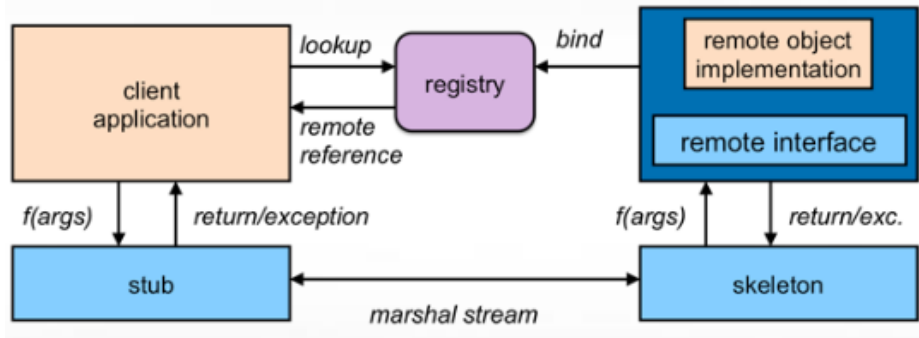 lookup
bind
remote object
implementation
client
application
registry
remote
reference
remote interface
f(args)
return/exception
f(args)
return/exc.
stub
skeleton
marshal stream